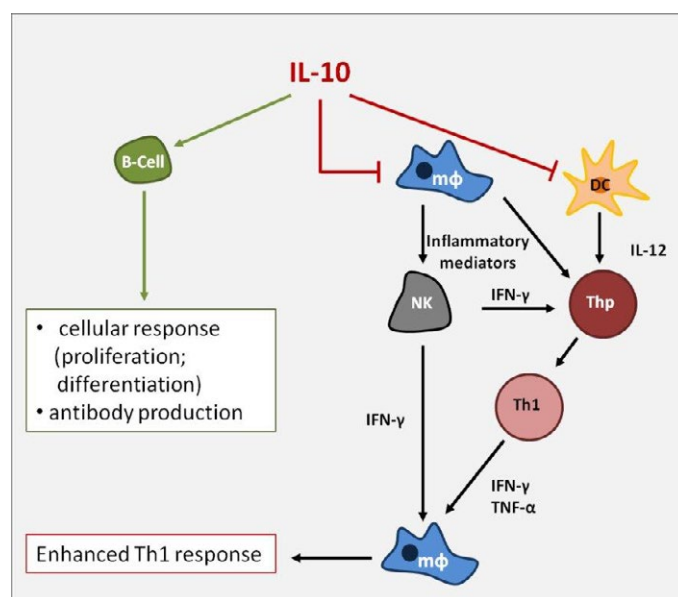 IL-10
B-Cell
mφ
DC
Inflammatory
mediators
IL-12
NK
IFN-γ
Thp
• cellular response
(proliferation;
differentiation)
• antibody production
Th1
IFN-γ
IFN-γ
TNF-α
Enhanced Th1 response
mφ